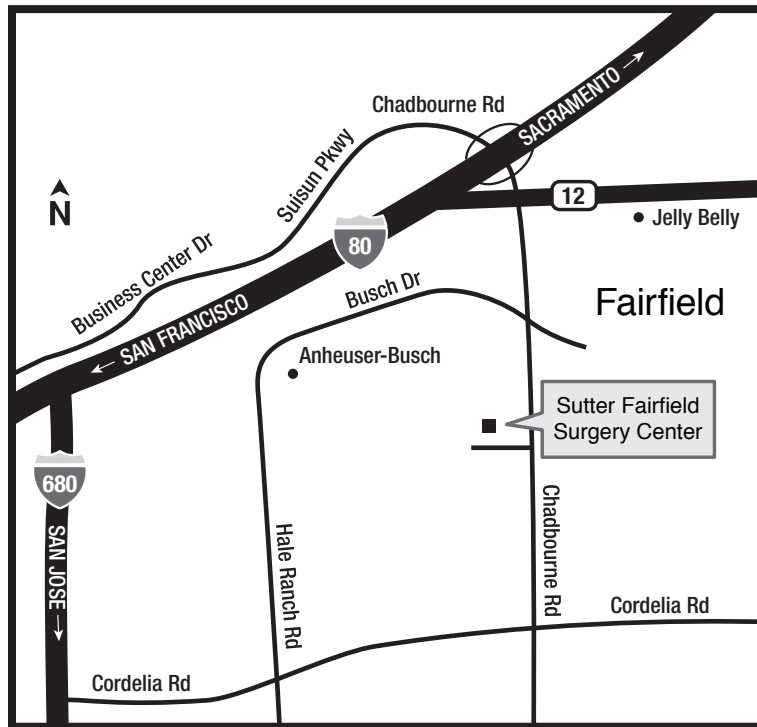 Chadbourne Rd
SACRAMENTO →
Suisun Pkwy
N
12
Jelly Belly
80
Business Center Dr
Busch Dr
Fairfield
← SAN FRANCISCO
Anheuser-Busch
Sutter Fairfield
Surgery Center
680
SAN JOSE →
Hale Ranch Rd
Chadbourne Rd
Cordelia Rd
Cordelia Rd